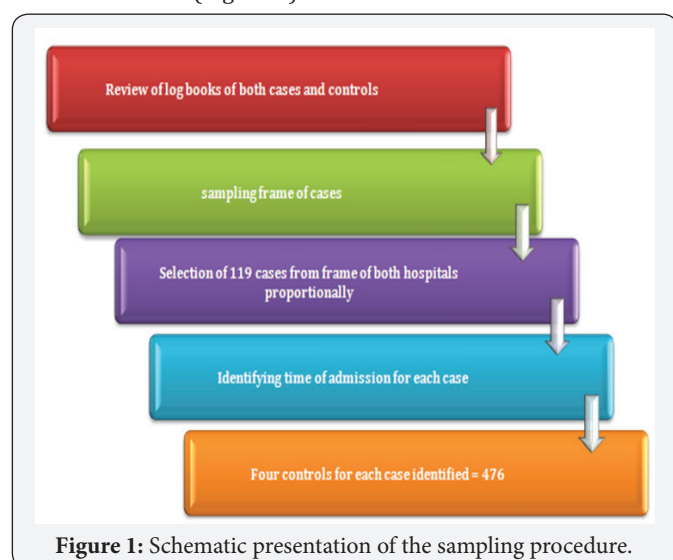 Review of log books of both cases and controls
sampling frame of cases
Selection of 119 cases from frame of both hospitals
proportionally
Identifying time of admission for each case
Four controls for each case identified = 476
Figure 1: Schematic presentation of the sampling procedure.